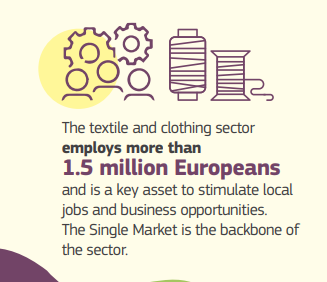 The textile and clothing sector
employs more than
1.5 million Europeans
and is a key asset to stimulate local
jobs and business opportunities.
The Single Market is the backbone of
the sector.